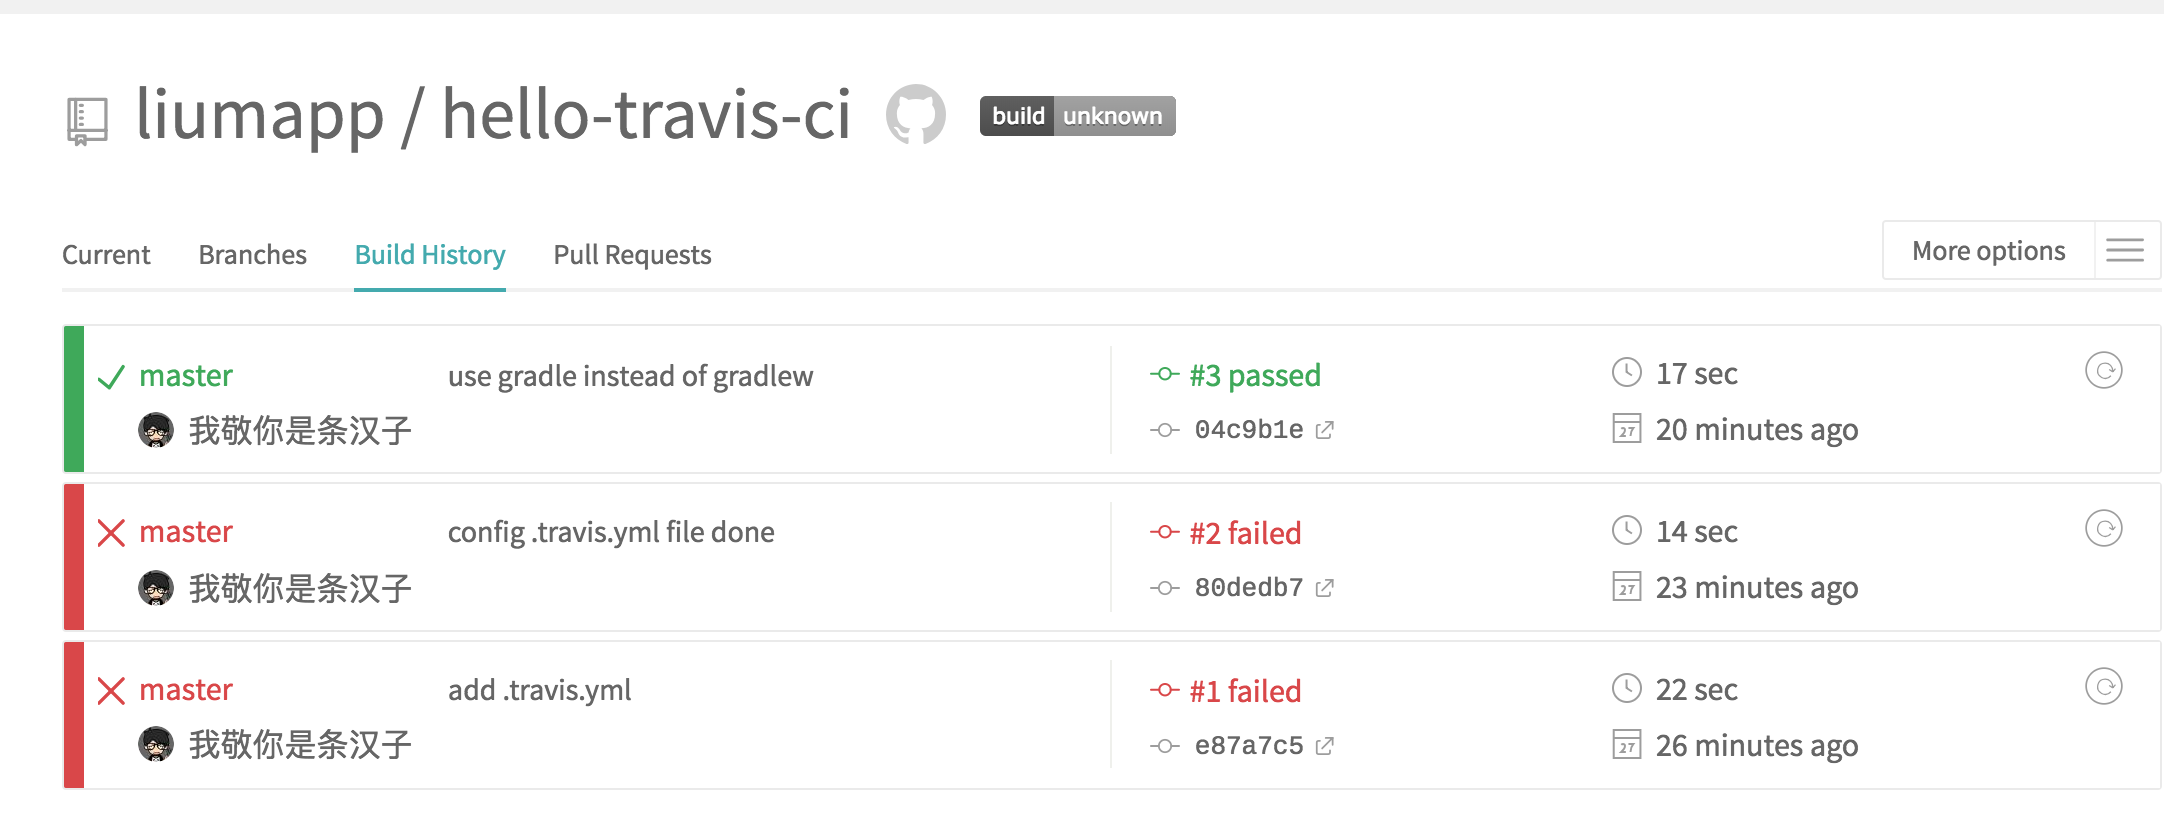 liumapp / hello-travis-ci build unknown
Current Branches Build History Pull Requests More options
master use gradle instead of gradlew #3 passed 17 sec
我敬你是条汉子 04c9b1e 27 20 minutes ago
master config .travis.yml file done #2 failed 14 sec
我敬你是条汉子 80dedb7 27 23 minutes ago
master add .travis.yml #1 failed 22 sec
我敬你是条汉子 e87a7c5 27 26 minutes ago